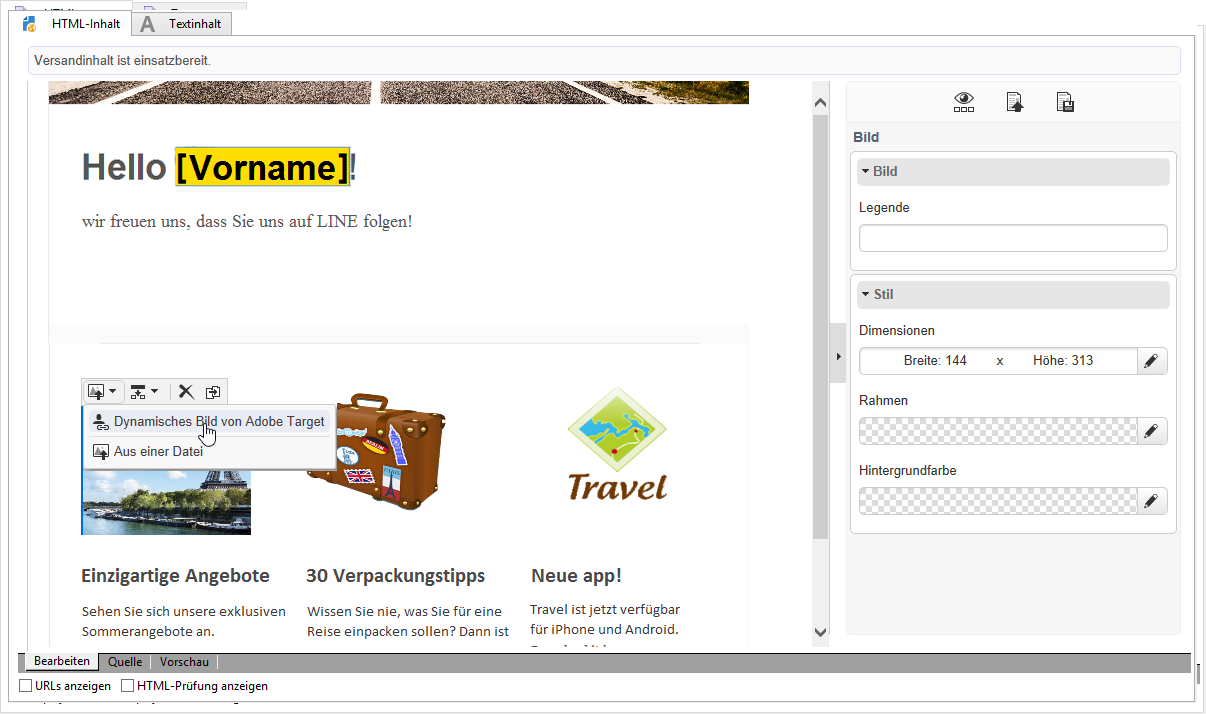 HTML-Inhalt
Textinhalt
Versandinhalt ist einsatzbereit.
Hello [Vorname]!
wir freuen uns, dass Sie uns auf LINE folgen!
Dynamisches Bild von Adobe Target
Aus einer Datei
BERLIN
PARIS
Travel
Einzigartige Angebote
Sehen Sie sich unsere exklusiven
Sommerangebote an.
30 Verpackungstipps
Wissen Sie nie, was Sie für eine
Reise einpacken sollen? Dann ist
Neue app!
Travel ist jetzt verfügbar
für iPhone und Android.
Bild
Bild
Legende
Stil
Dimensionen
Breite: 144 x Höhe: 313
Rahmen
Hintergrundfarbe
Bearbeiten
Quelle
Vorschau
URLs anzeigen
HTML-Prüfung anzeigen